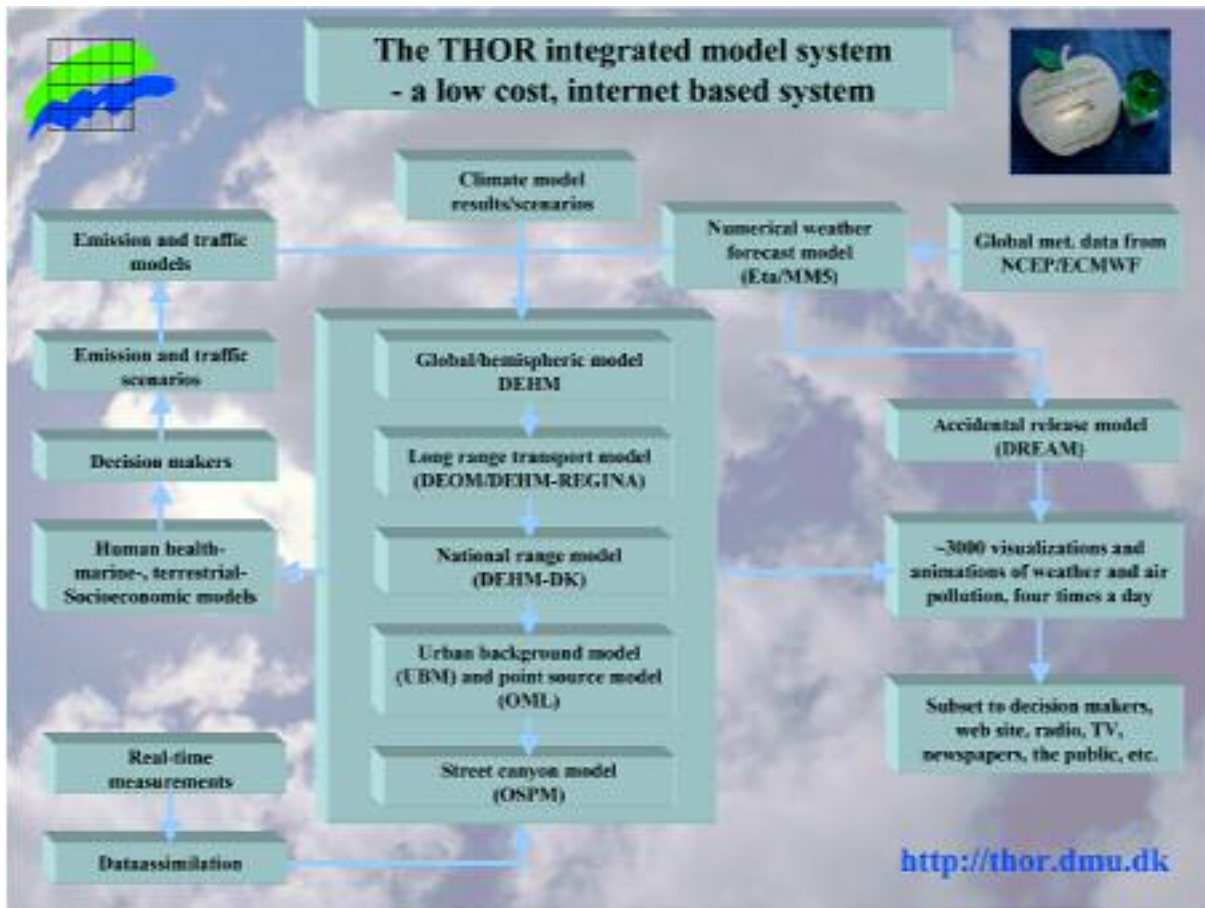 The THOR integrated model system
- a low cost, internet based system
Climate model
results/scenarios
Emission and traffic
models
Numerical weather
forecast model
(Eta/MM5)
Global met. data from
NCEP/ECMWF
Emission and traffic
scenarios
Global/hemispheric model
DEHM
Accidental release model
(DREAM)
Decision makers
Long range transport model
(DEOM/DEHM-REGINA)
Human health-
marine-, terrestrial-
Socioeconomic models
National range model
(DEHM-DK)
~3000 visualizations and
animations of weather and air
pollution, four times a day
Urban background model
(UBM) and point source model
(OML)
Subset to decision makers,
web site, radio, TV,
newspapers, the public, etc.
Real-time
measurements
Street canyon model
(OSPM)
Dataassimilation
http://thor.dmu.dk